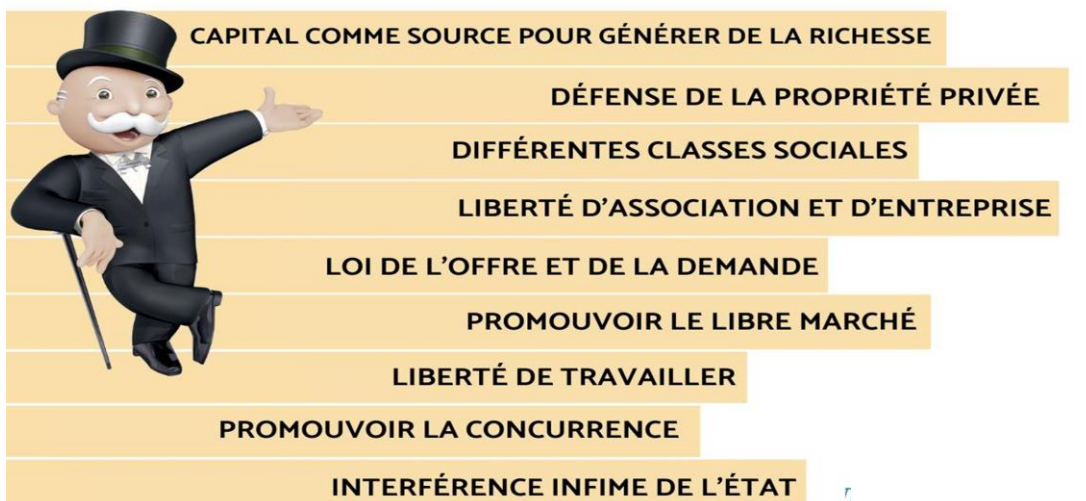 CAPITAL COMME SOURCE POUR GÉNÉRER DE LA RICHESSE
DÉFENSE DE LA PROPRIÉTÉ PRIVÉE
DIFFÉRENTES CLASSES SOCIALES
LIBERTÉ D'ASSOCIATION ET D'ENTREPRISE
LOI DE L'OFFRE ET DE LA DEMANDE
PROMOUVOIR LE LIBRE MARCHÉ
LIBERTÉ DE TRAVAILLER
PROMOUVOIR LA CONCURRENCE
INTERFÉRENCE INFIME DE L'ÉTAT